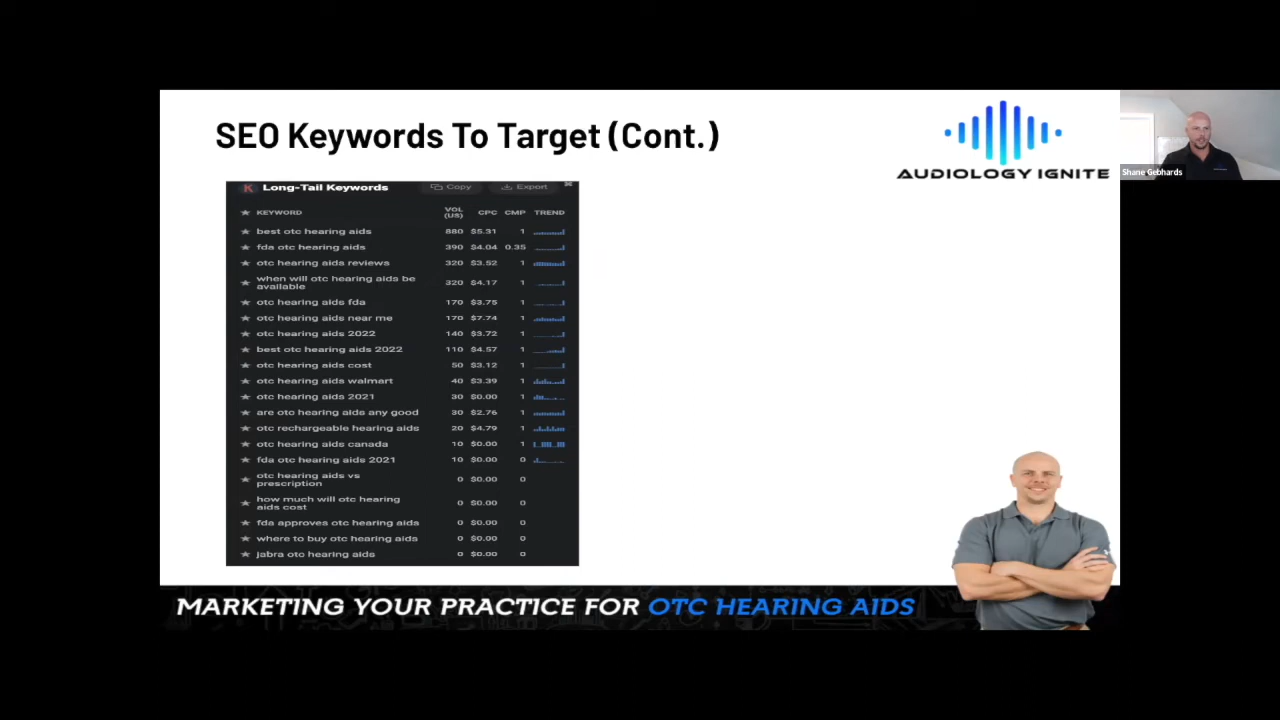 SEO Keywords To Target (Cont.)
AUDIOLOGY IGNITE
Shane Gebhards
K Long-Tail Keywords Copy Export
KEYWORD VOL (US) CPC CMP TREND
best otc hearing aids 880 $5.31 1
fda otc hearing aids 390 $4.04 0.35
otc hearing aids reviews 320 $3.52 1
when will otc hearing aids be
available 320 $4.17 1
otc hearing aids fda 170 $3.75 1
otc hearing aids near me 170 $7.74 1
otc hearing aids 2022 140 $3.72 1
best otc hearing aids 2022 110 $4.57 1
otc hearing aids cost 50 $3.12 1
otc hearing aids walmart 40 $3.39 1
otc hearing aids 2021 30 $0.00 1
are otc hearing aids any good 30 $2.76 1
otc rechargeable hearing aids 20 $4.79 1
otc hearing aids canada 10 $0.00 1
fda otc hearing aids 2021 10 $0.00 0
otc hearing aids vs
prescription 0 $0.00 0
how much will otc hearing
aids cost 0 $0.00 0
fda approves otc hearing aids 0 $0.00 0
where to buy otc hearing aids 0 $0.00 0
jabra otc hearing aids 0 $0.00 0
MARKETING YOUR PRACTICE FOR OTC HEARING AIDS